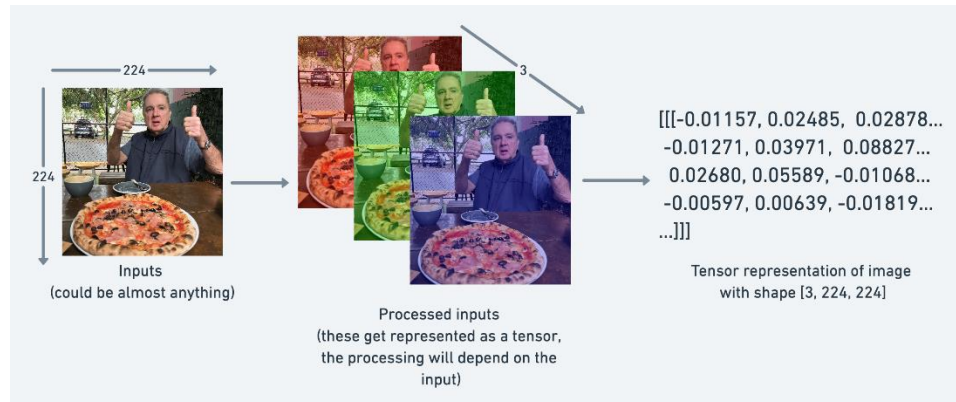 224
224
Inputs
(could be almost anything)
3
Processed inputs
(these get represented as a tensor,
the processing will depend on the
input)
[[[-0.01157, 0.02485, 0.02878...
-0.01271, 0.03971, 0.08827...
0.02680, 0.05589, -0.01068...
-0.00597, 0.00639, -0.01819...
...]]]
Tensor representation of image
with shape [3, 224, 224]